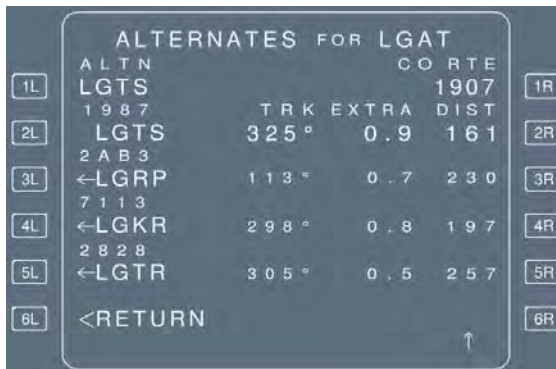 ALTERNATES FOR LGAT
ALTN CO RTE
1L LGTS 1907 1R
1987 TRK EXTRA DIST
2L LGTS 325° 0.9 161 2R
2AB3
3L ←LGRP 113° 0.7 230 3R
7113
4L ←LGKR 298° 0.8 197 4R
2828
5L ←LGTR 305° 0.5 257 5R
6L <RETURN ↑ 6R